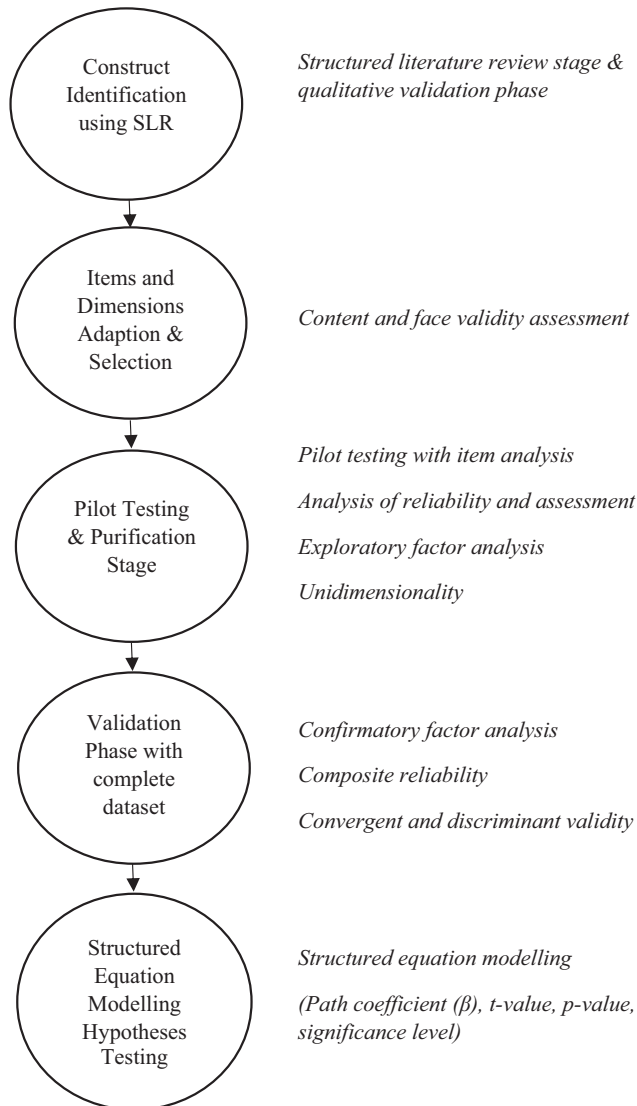 Construct
Identification
using SLR
Structured literature review stage &
qualitative validation phase
Items and
Dimensions
Adaption &
Selection
Content and face validity assessment
Pilot Testing
& Purification
Stage
Pilot testing with item analysis
Analysis of reliability and assessment
Exploratory factor analysis
Unidimensionality
Validation
Phase with
complete
dataset
Confirmatory factor analysis
Composite reliability
Convergent and discriminant validity
Structured
Equation
Modelling
Hypotheses
Testing
Structured equation modelling
(Path coefficient (β), t-value, p-value,
significance level)